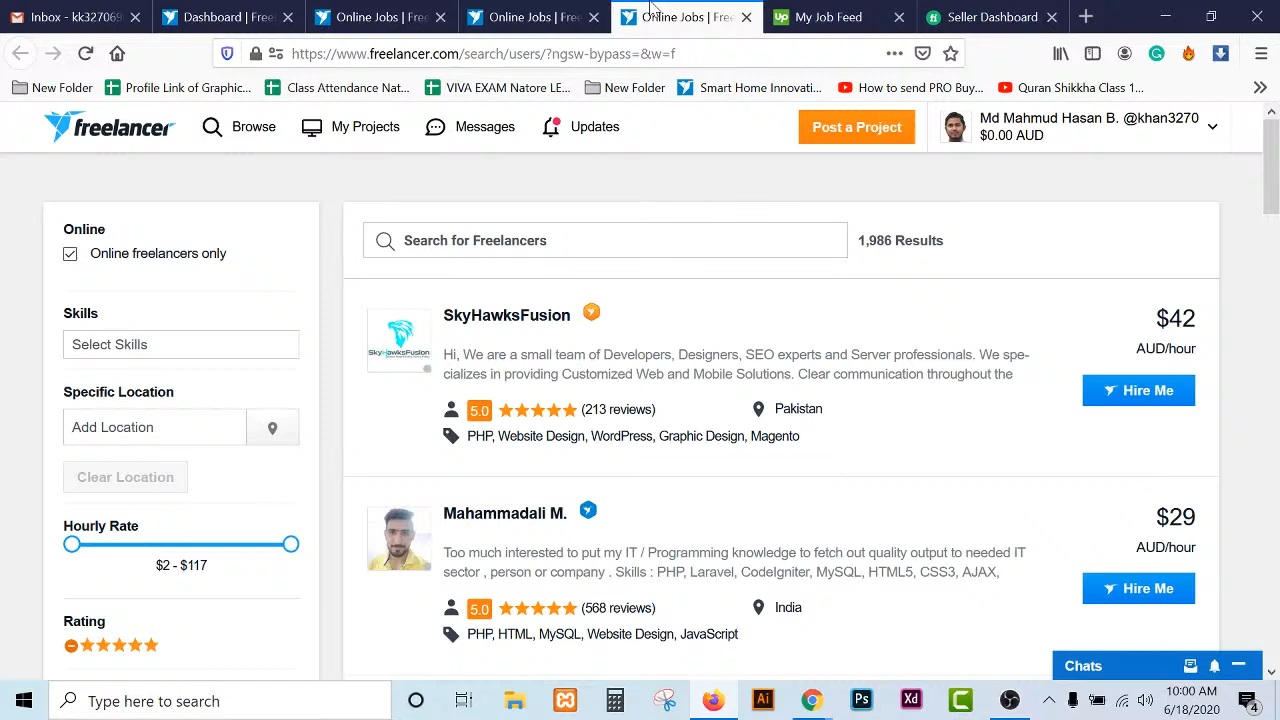 Inbox - kk327069
Dashboard | Free
Online Jobs | Free
Online Jobs | Free
Online Jobs | Free
Up My Job Feed
fi Seller Dashboard
https://www.freelancer.com/search/users/?ngsw-bypass=&w=f
New Folder
Profile Link of Graphic...
Class Attendance Nat...
VIVA EXAM Natore LE...
New Folder
Smart Home Innovati...
How to send PRO Buy...
Quran Shikkha Class 1...
freelancer
Browse
My Projects
Messages
Updates
Post a Project
Md Mahmud Hasan B. @khan3270
$0.00 AUD
Online
Online freelancers only
Skills
Select Skills
Specific Location
Add Location
Clear Location
Hourly Rate
$2 - $117
Rating
Search for Freelancers
1,986 Results
SkyHawksFusion
SkyHawksFusion
$42
AUD/hour
Hi, We are a small team of Developers, Designers, SEO experts and Server professionals. We spe-
cializes in providing Customized Web and Mobile Solutions. Clear communication throughout the
Hire Me
5.0 (213 reviews)
Pakistan
PHP, Website Design, WordPress, Graphic Design, Magento
Mahammadali M.
$29
AUD/hour
Too much interested to put my IT / Programming knowledge to fetch out quality output to needed IT
sector , person or company . Skills : PHP, Laravel, CodeIgniter, MySQL, HTML5, CSS3, AJAX,
Hire Me
5.0 (568 reviews)
India
PHP, HTML, MySQL, Website Design, JavaScript
Chats
Type here to search
Ai
Ps
Xd
10:00 AM
6/18/2020
4